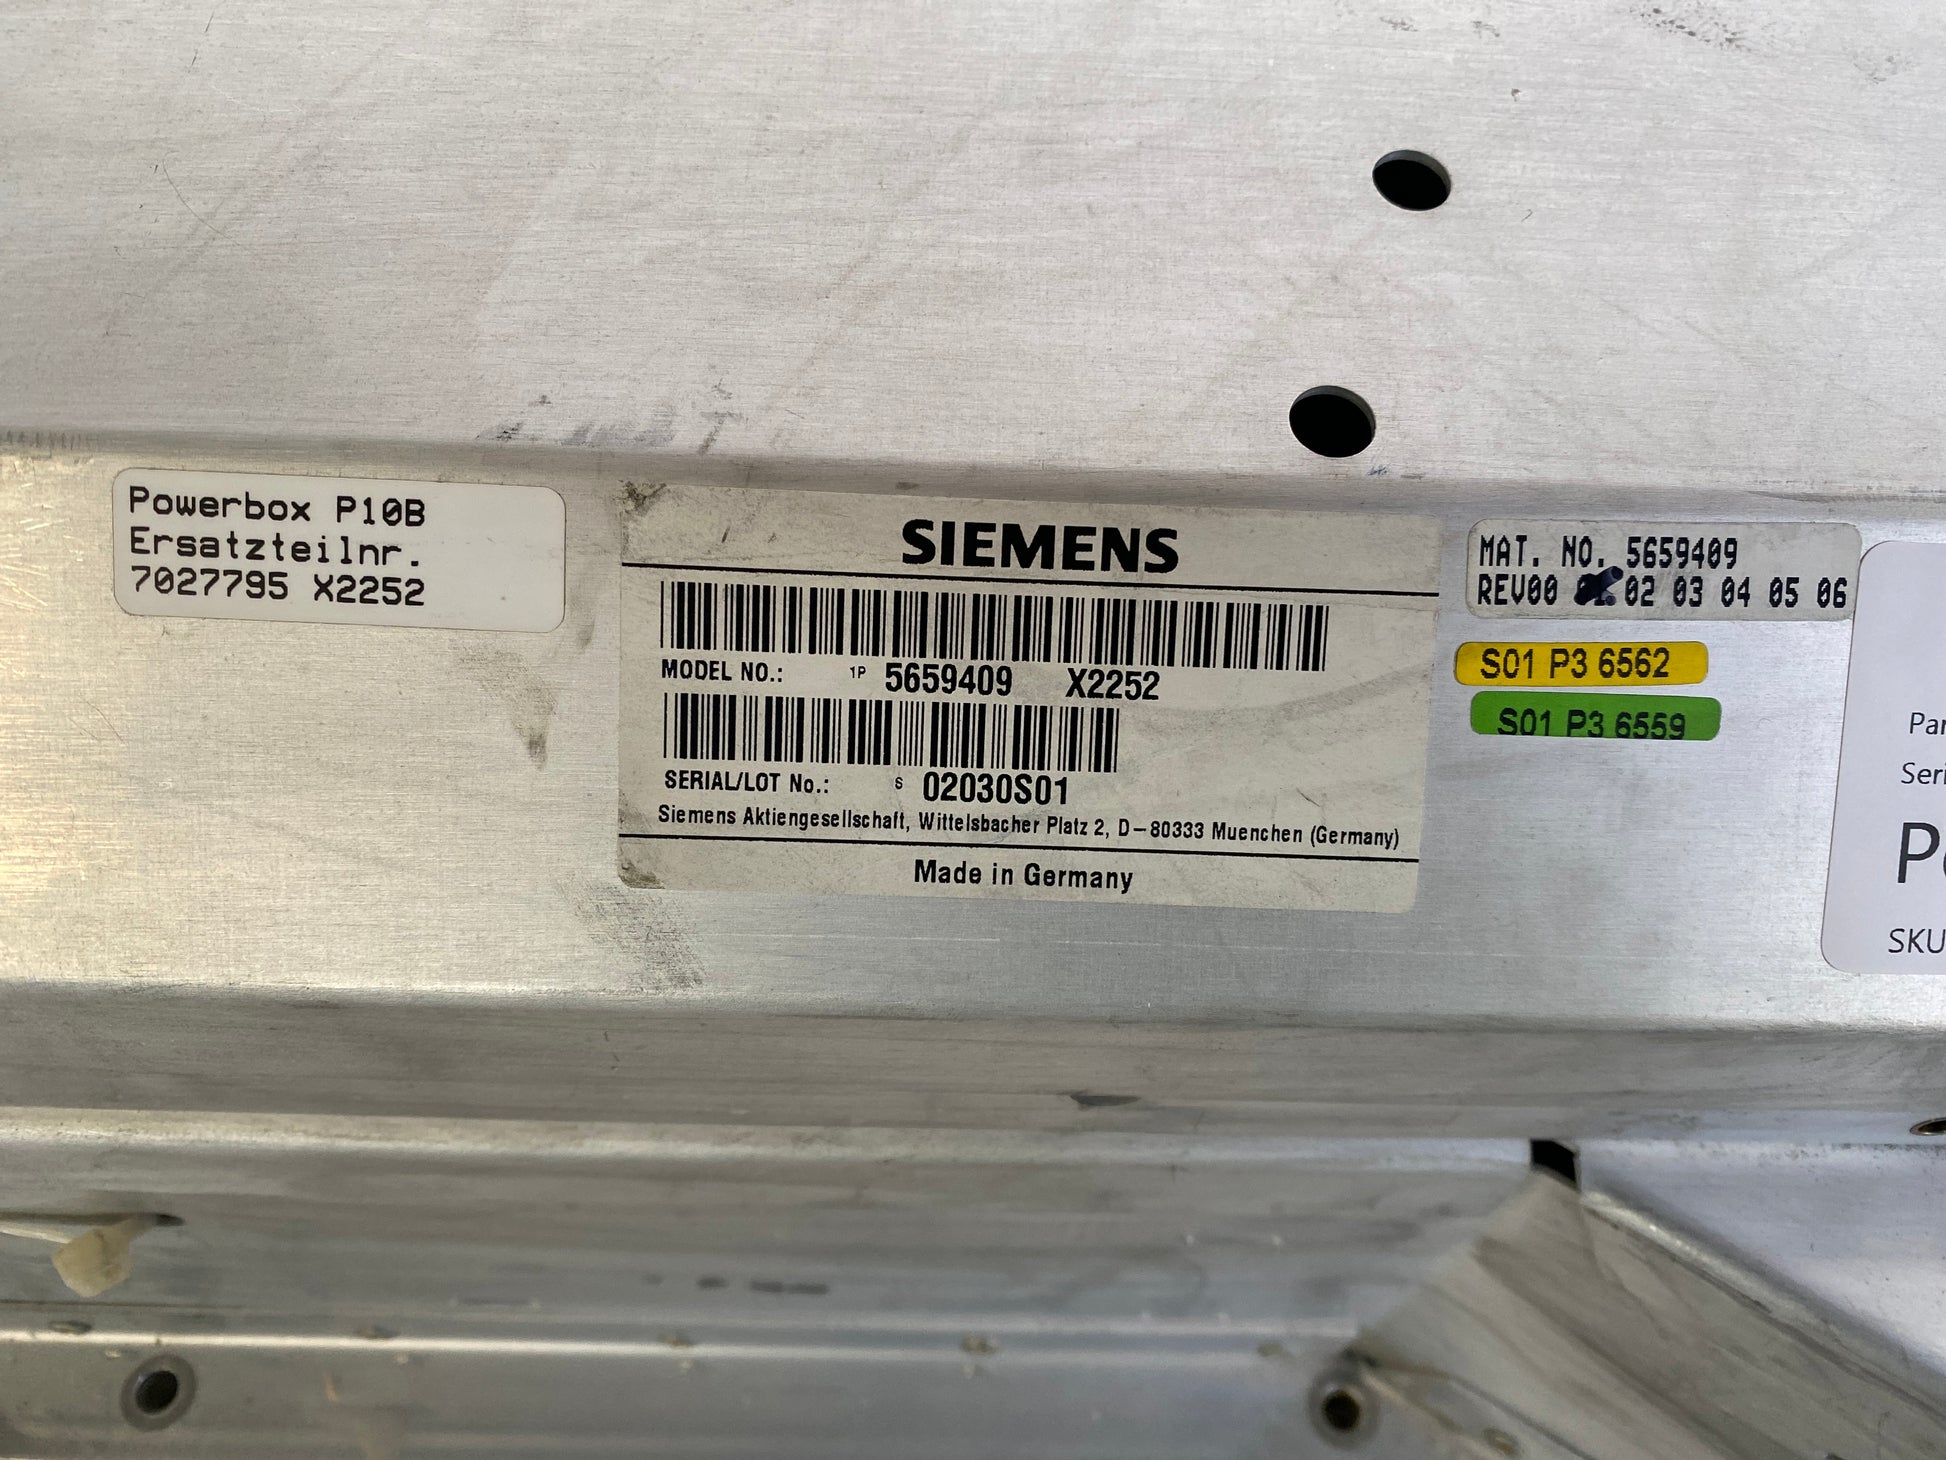 Powerbox P10B
Ersatzteilnr.
7027795 X2252
SIEMENS
MODEL NO.: 1P 5659409 X2252
SERIAL/LOT No.: S 02030S01
Siemens Aktiengesellschaft, Wittelsbacher Platz 2, D-80333 Muenchen (Germany)
Made in Germany
MAT. NO. 5659409
REV00 02 03 04 05 06
S01 P3 6562
S01 P3 6559
SKU